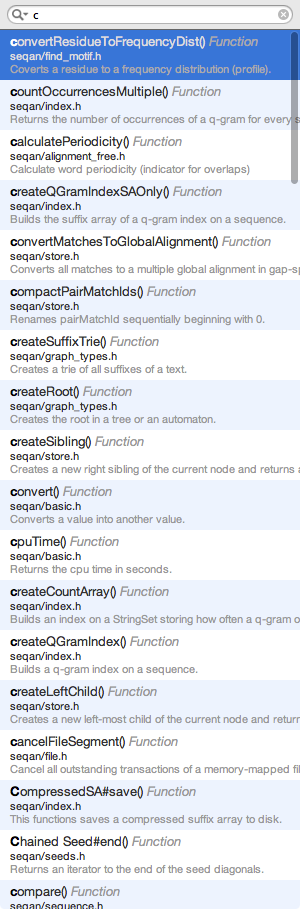 c
convertResidueToFrequencyDist() Function
seqan/find_motif.h
Coverts a residue to a frequency distribution (profile).
countOccurrencesMultiple() Function
seqan/index.h
Returns the number of occurrences of a q-gram for every s
calculatePeriodicity() Function
seqan/alignment_free.h
Calculate word periodicity (indicator for overlaps)
createQGramIndexSAOnly() Function
seqan/index.h
Builds the suffix array of a q-gram index on a sequence.
convertMatchesToGlobalAlignment() Function
seqan/store.h
Converts all matches to a multiple global alignment in gap-sp
compactPairMatchIds() Function
seqan/store.h
Renames pairMatchId sequentially beginning with 0.
createSuffixTrie() Function
seqan/graph_types.h
Creates a trie of all suffixes of a text.
createRoot() Function
seqan/graph_types.h
Creates the root in a tree or an automaton.
createSibling() Function
seqan/store.h
Creates a new right sibling of the current node and returns a
convert() Function
seqan/basic.h
Converts a value into another value.
cpuTime() Function
seqan/basic.h
Returns the cpu time in seconds.
createCountArray() Function
seqan/index.h
Builds an index on a StringSet storing how often a q-gram o
createQGramIndex() Function
seqan/index.h
Builds a q-gram index on a sequence.
createLeftChild() Function
seqan/store.h
Creates a new left-most child of the current node and return
cancelFileSegment() Function
seqan/file.h
Cancel all outstanding transactions of a memory-mapped fil
CompressedSA#save() Function
seqan/index.h
This functions saves a compressed suffix array to disk.
Chained Seed#end() Function
seqan/seeds.h
Returns an iterator to the end of the seed diagonals.
compare() Function
seqan/sequence.h